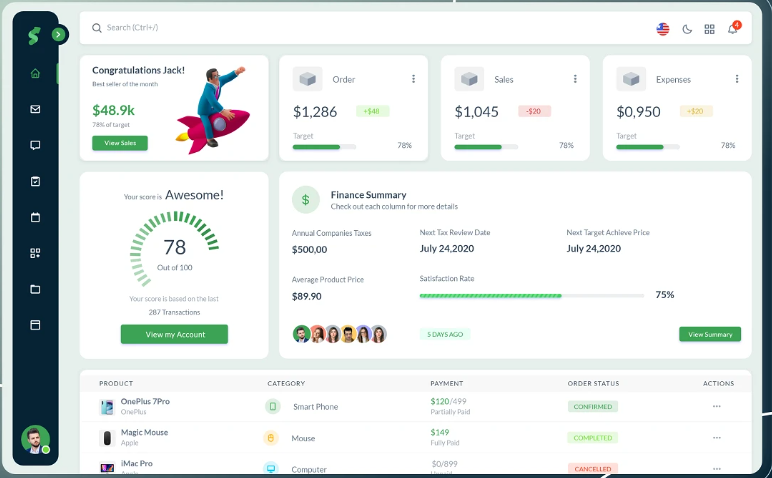 Search (Ctrl+/)
4
Congratulations Jack!
Best seller of the month
$48.9k
78% of target
View Sales
Order
$1,286
+$48
Target
78%
Sales
$1,045
-$20
Target
78%
Expenses
$0,950
+$20
Target
78%
Your score is Awesome!
78
Out of 100
Your score is based on the last
287 Transactions
View my Account
$
Finance Summary
Check out each column for more details
Annual Companies Taxes
$500,00
Next Tax Review Date
July 24,2020
Next Target Achieve Price
July 24,2020
Average Product Price
$89.90
Satisfaction Rate
75%
5 DAYS AGO
View Summary
PRODUCT CATEGORY PAYMENT ORDER STATUS ACTIONS
OnePlus 7Pro
OnePlus
Smart Phone
$120/499
Partially Paid
CONFIRMED
Magic Mouse
Apple
Mouse
$149
Fully Paid
COMPLETED
iMac Pro
Computer
$0/899
CANCELLED